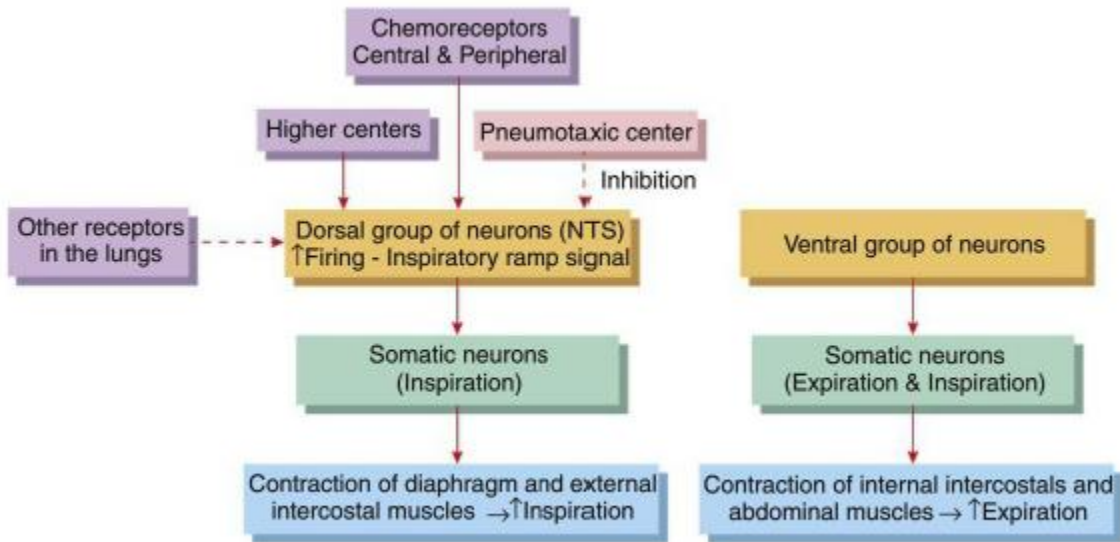 Chemoreceptors
Central & Peripheral
Higher centers
Pneumotaxic center
Inhibition
Other receptors
in the lungs
Dorsal group of neurons (NTS)
↑Firing - Inspiratory ramp signal
Ventral group of neurons
Somatic neurons
(Inspiration)
Somatic neurons
(Expiration & Inspiration)
Contraction of diaphragm and external
intercostal muscles →↑Inspiration
Contraction of internal intercostals and
abdominal muscles → ↑Expiration